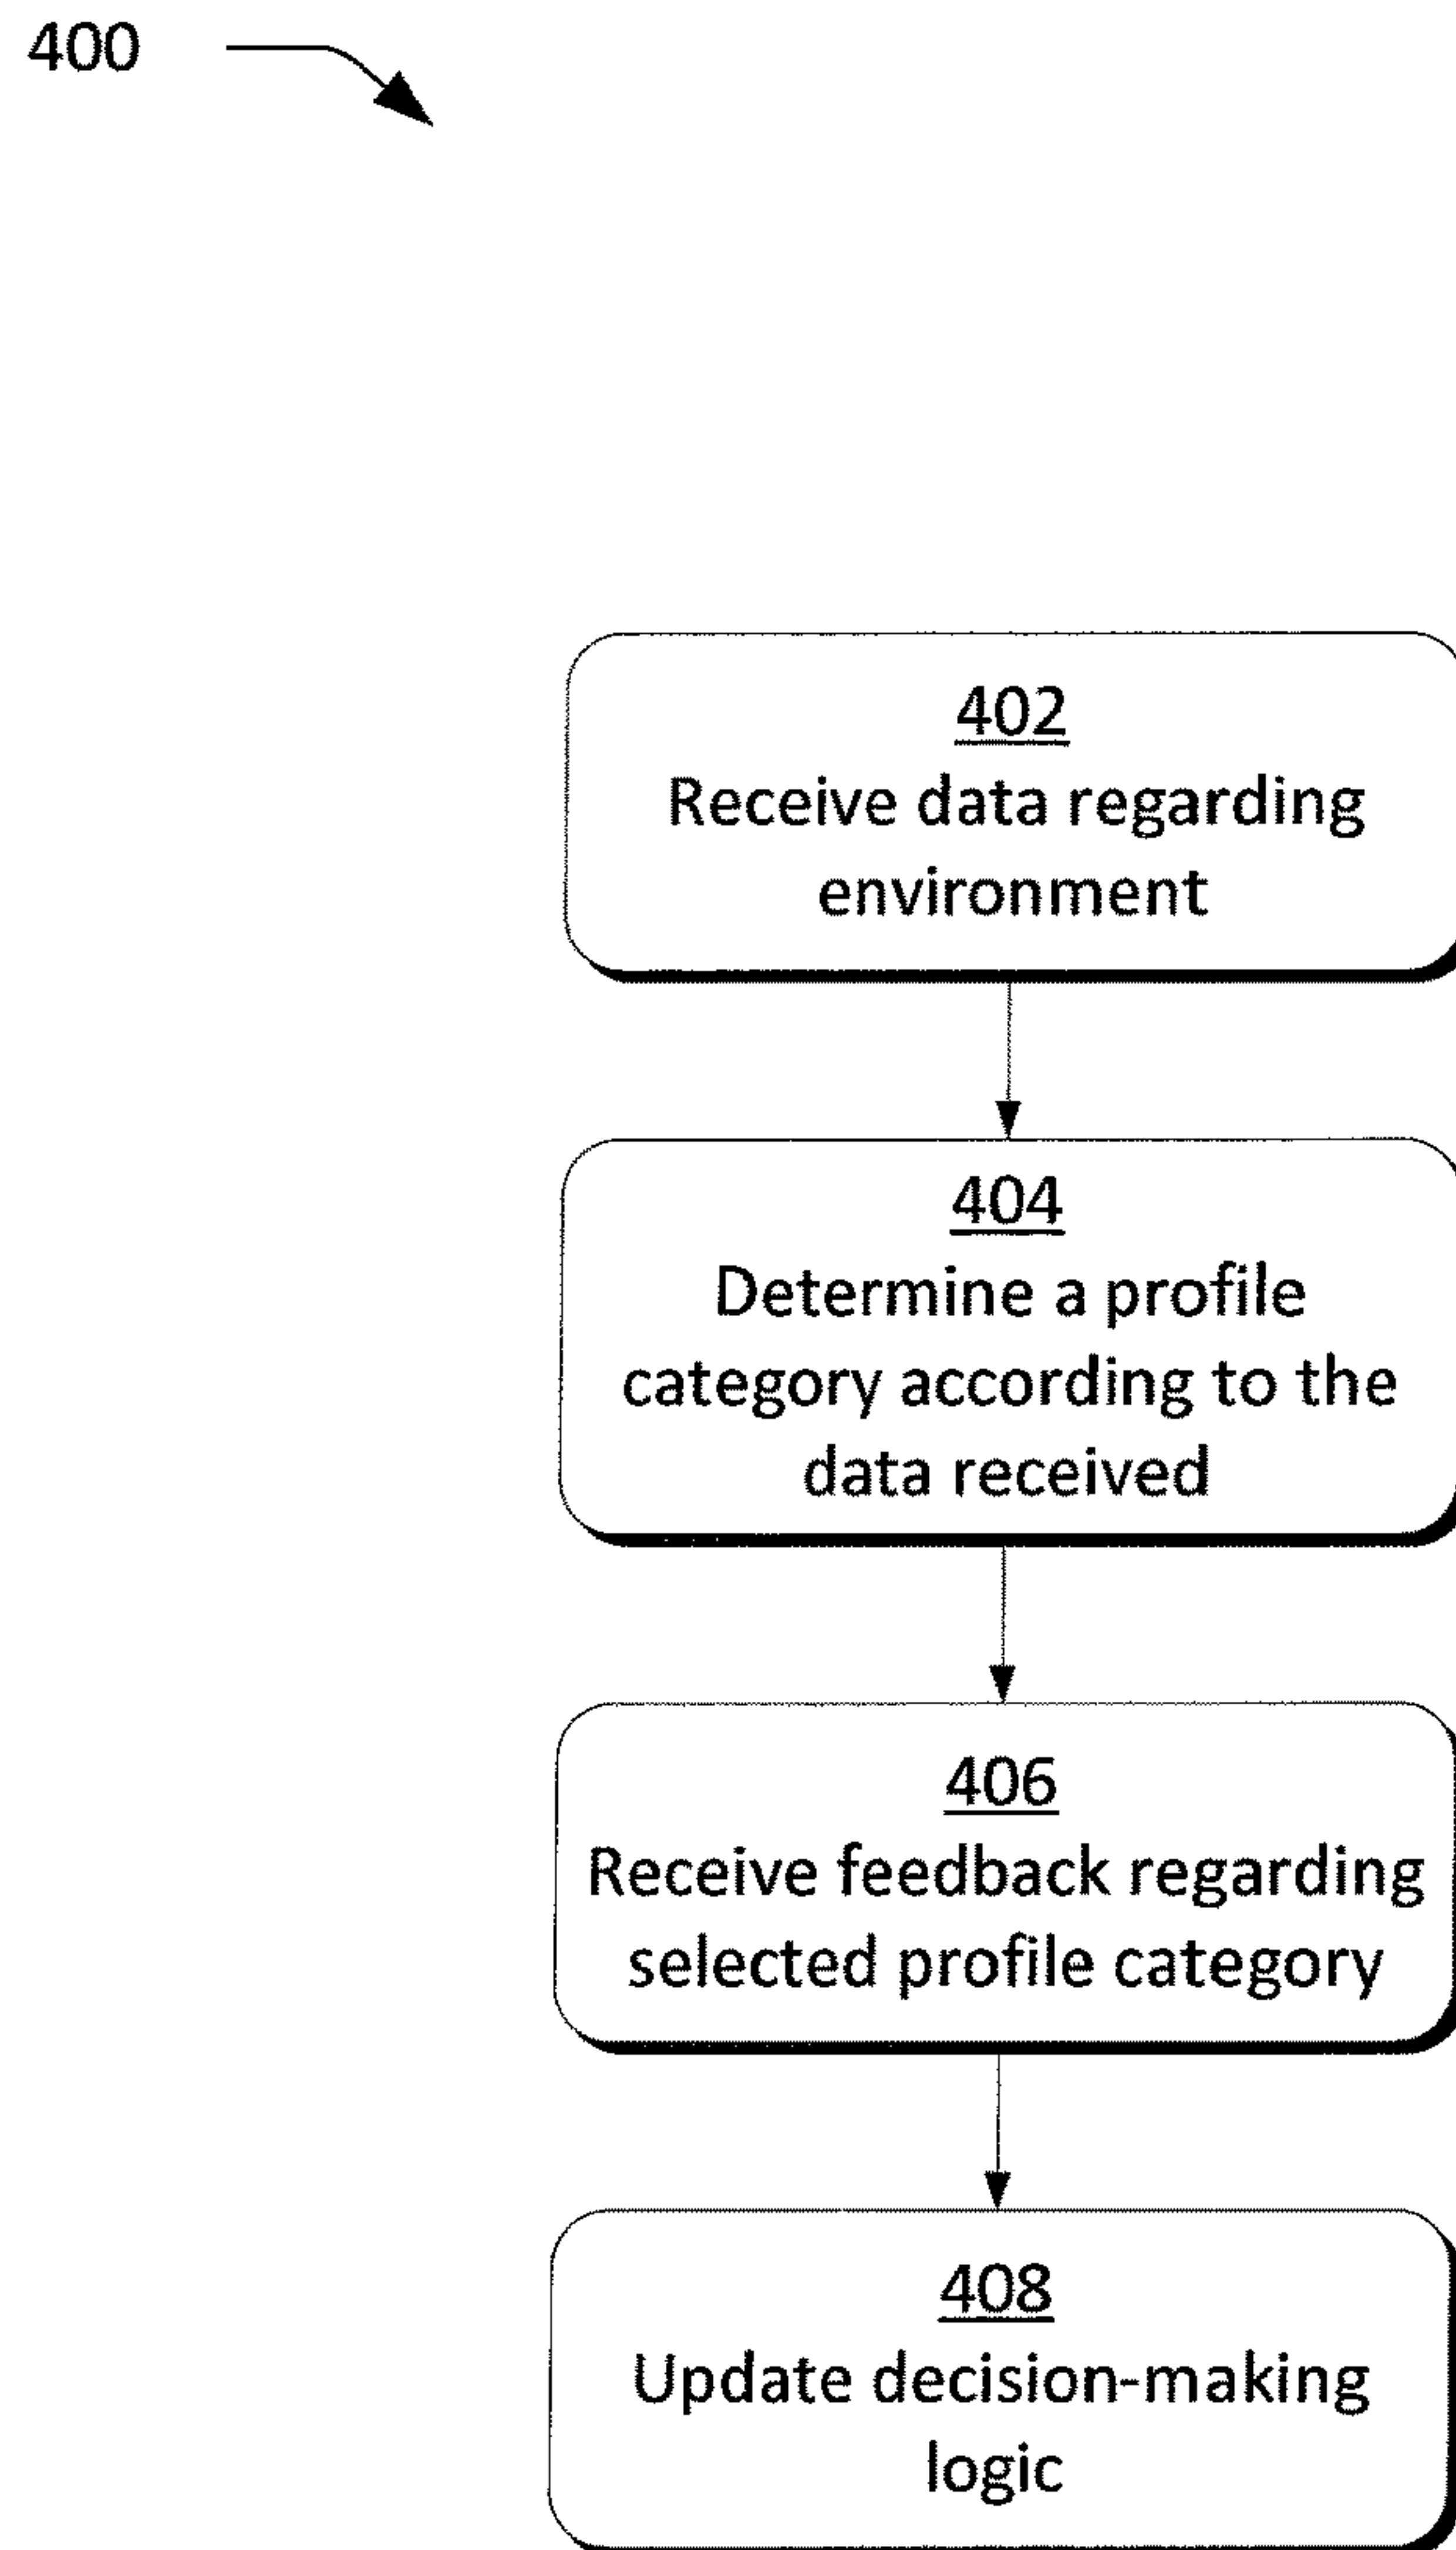 400
402
Receive data regarding
environment
404
Determine a profile
category according to the
data received
406
Receive feedback regarding
selected profile category
408
Update decision-making
logic